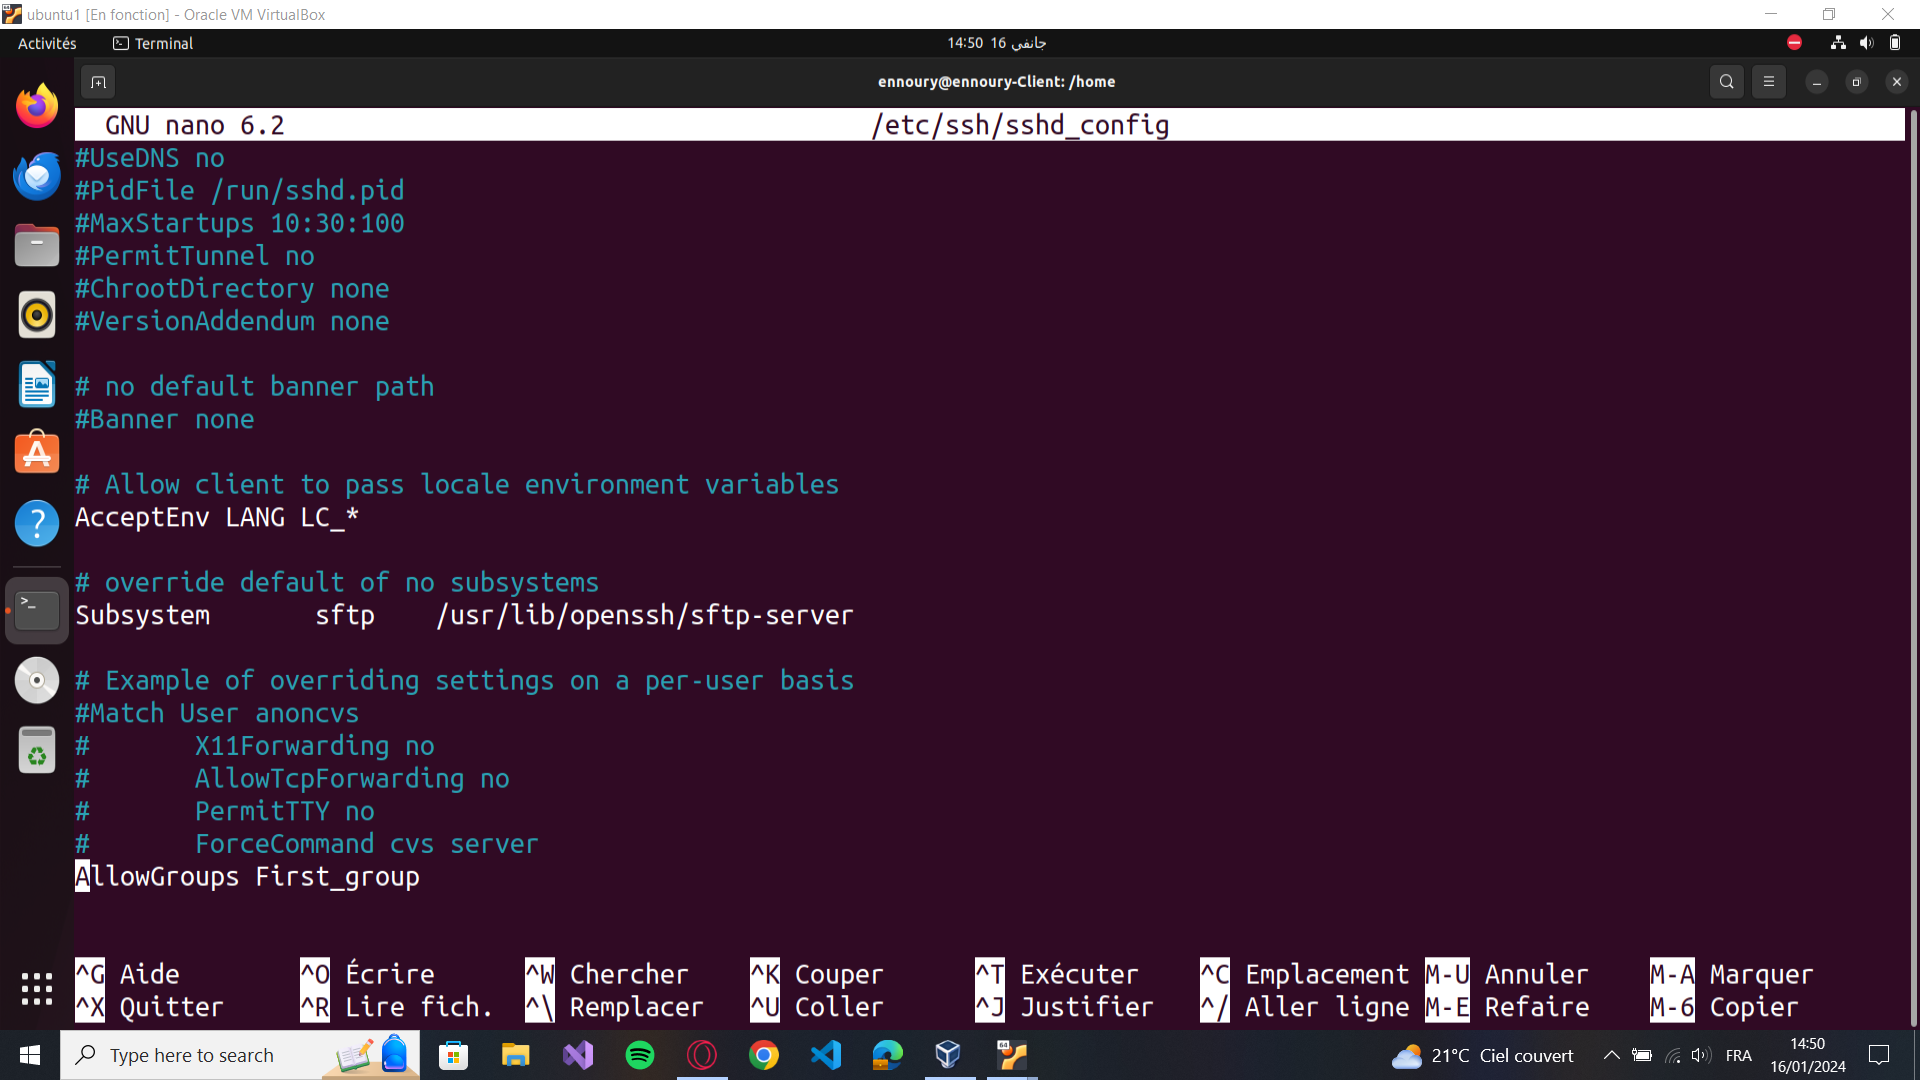 ubuntu1 [En fonction] - Oracle VM VirtualBox
Activités Terminal 14:50 16 جانفي
ennoury@ennoury-Client: /home
GNU nano 6.2 /etc/ssh/sshd_config
#UseDNS no
#PidFile /run/sshd.pid
#MaxStartups 10:30:100
#PermitTunnel no
#ChrootDirectory none
#VersionAddendum none
# no default banner path
#Banner none
# Allow client to pass locale environment variables
AcceptEnv LANG LC_*
# override default of no subsystems
Subsystem sftp /usr/lib/openssh/sftp-server
# Example of overriding settings on a per-user basis
#Match User anoncvs
# X11Forwarding no
# AllowTcpForwarding no
# PermitTTY no
# ForceCommand cvs server
AllowGroups First_group
^G Aide ^O Écrire ^W Chercher ^K Couper ^T Exécuter ^C Emplacement M-U Annuler M-A Marquer
^X Quitter ^R Lire fich. ^\ Remplacer ^U Coller ^J Justifier ^/ Aller ligne M-E Refaire M-6 Copier
Type here to search 21°C Ciel couvert FRA 14:50
16/01/2024